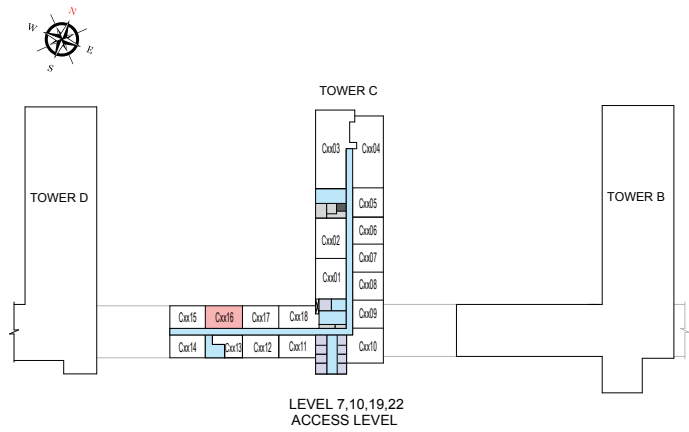 N
W
E
S
TOWER C
Cxx03
Cxx04
TOWER D
TOWER B
Cxx05
Cxx02
Cxx06
Cxx07
Cxx01
Cxx08
Cxx15 Cxx16 Cxx17 Cxx18
Cxx09
Cxx14 Cxx13 Cxx12 Cxx11
Cxx10
LEVEL 7,10,19,22
ACCESS LEVEL